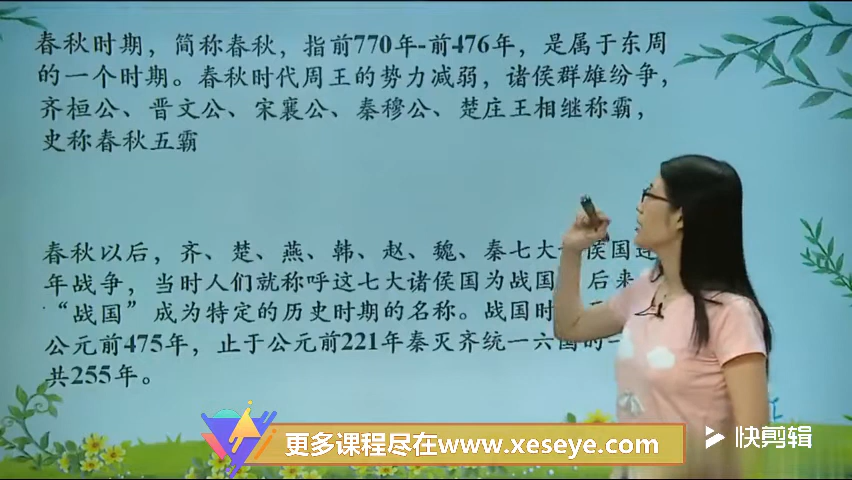 春秋时期，简称春秋，指前770年-前476年，是属于东周
的一个时期。春秋时代周王的势力减弱，诸侯群雄纷争，
齐桓公、晋文公、宋襄公、秦穆公、楚庄王相继称霸，
史称春秋五霸
春秋以后，齐、楚、燕、韩、赵、魏、秦七大 侯国连
年战争，当时人们就称呼这七大诸侯国为战国 后来
“战国”成为特定的历史时期的名称。战国时
公元前475年，止于公元前221年秦灭齐统一六国的
共255年。
更多课程尽在www.xeseye.com
快剪辑